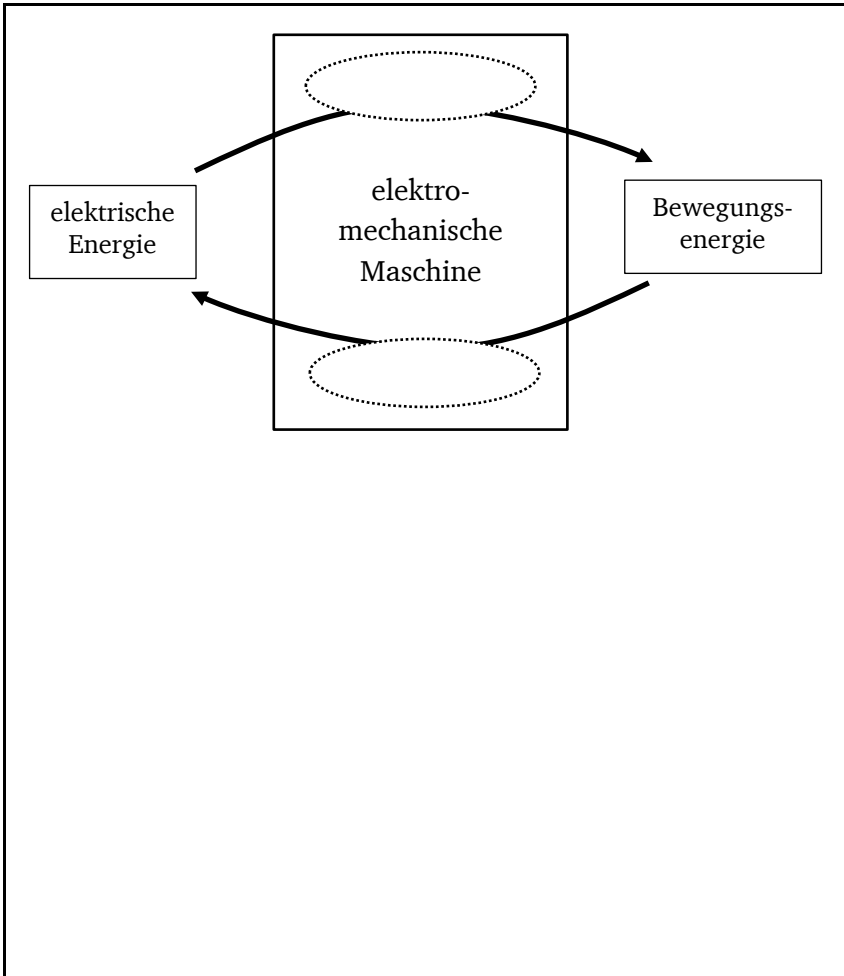 elektrische
Energie
elektro-
mechanische
Maschine
Bewegungs-
energie